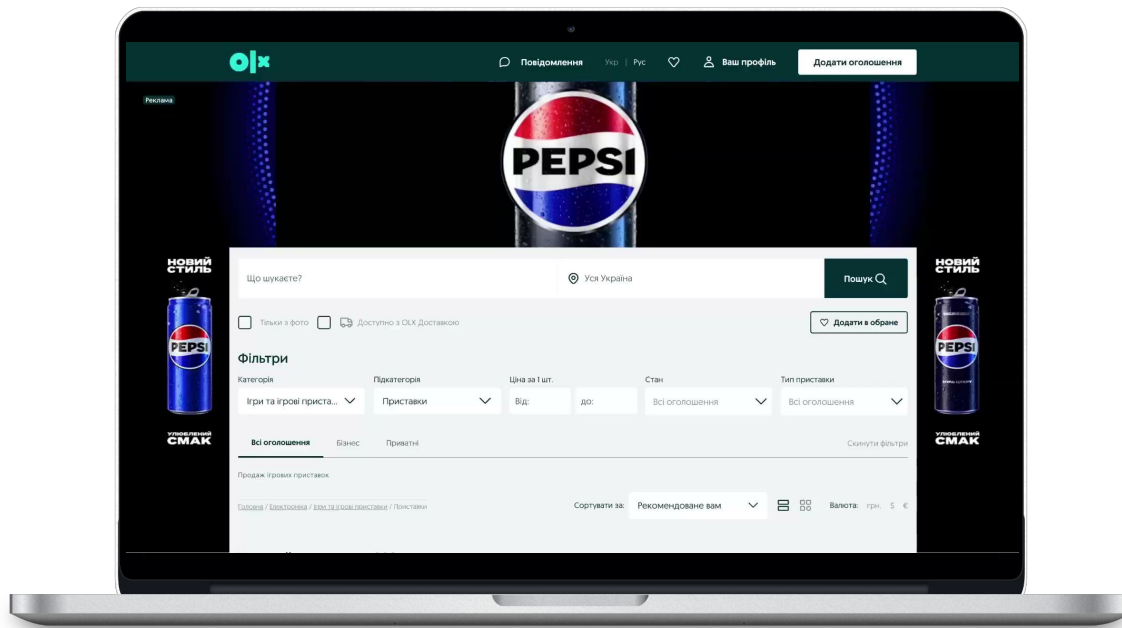 olx
Повідомлення Укр | Рус Ваш профіль Додати оголошення
Реклама
PEPSI
НОВИЙ СТИЛЬ
PEPSI
УЛЮБЛЕНИЙ СМАК
Що шукаєте? Уся Україна Пошук
Тільки з фото Доступно з OLX Доставкою Додати в обране
Фільтри
Категорія Підкатегорія Ціна за 1 шт. Стан Тип приставки
Ігри та ігрові приста... Приставки Від: до: Всі оголошення Всі оголошення
Всі оголошення Бізнес Приватні Скинути фільтри
Продаж ігрових приставок
Головна / Електроніка / Ігри та ігрові приставки / Приставки Сортувати за: Рекомендоване вам Валюта: грн. $ €
НОВИЙ СТИЛЬ
PEPSI
УЛЮБЛЕНИЙ СМАК